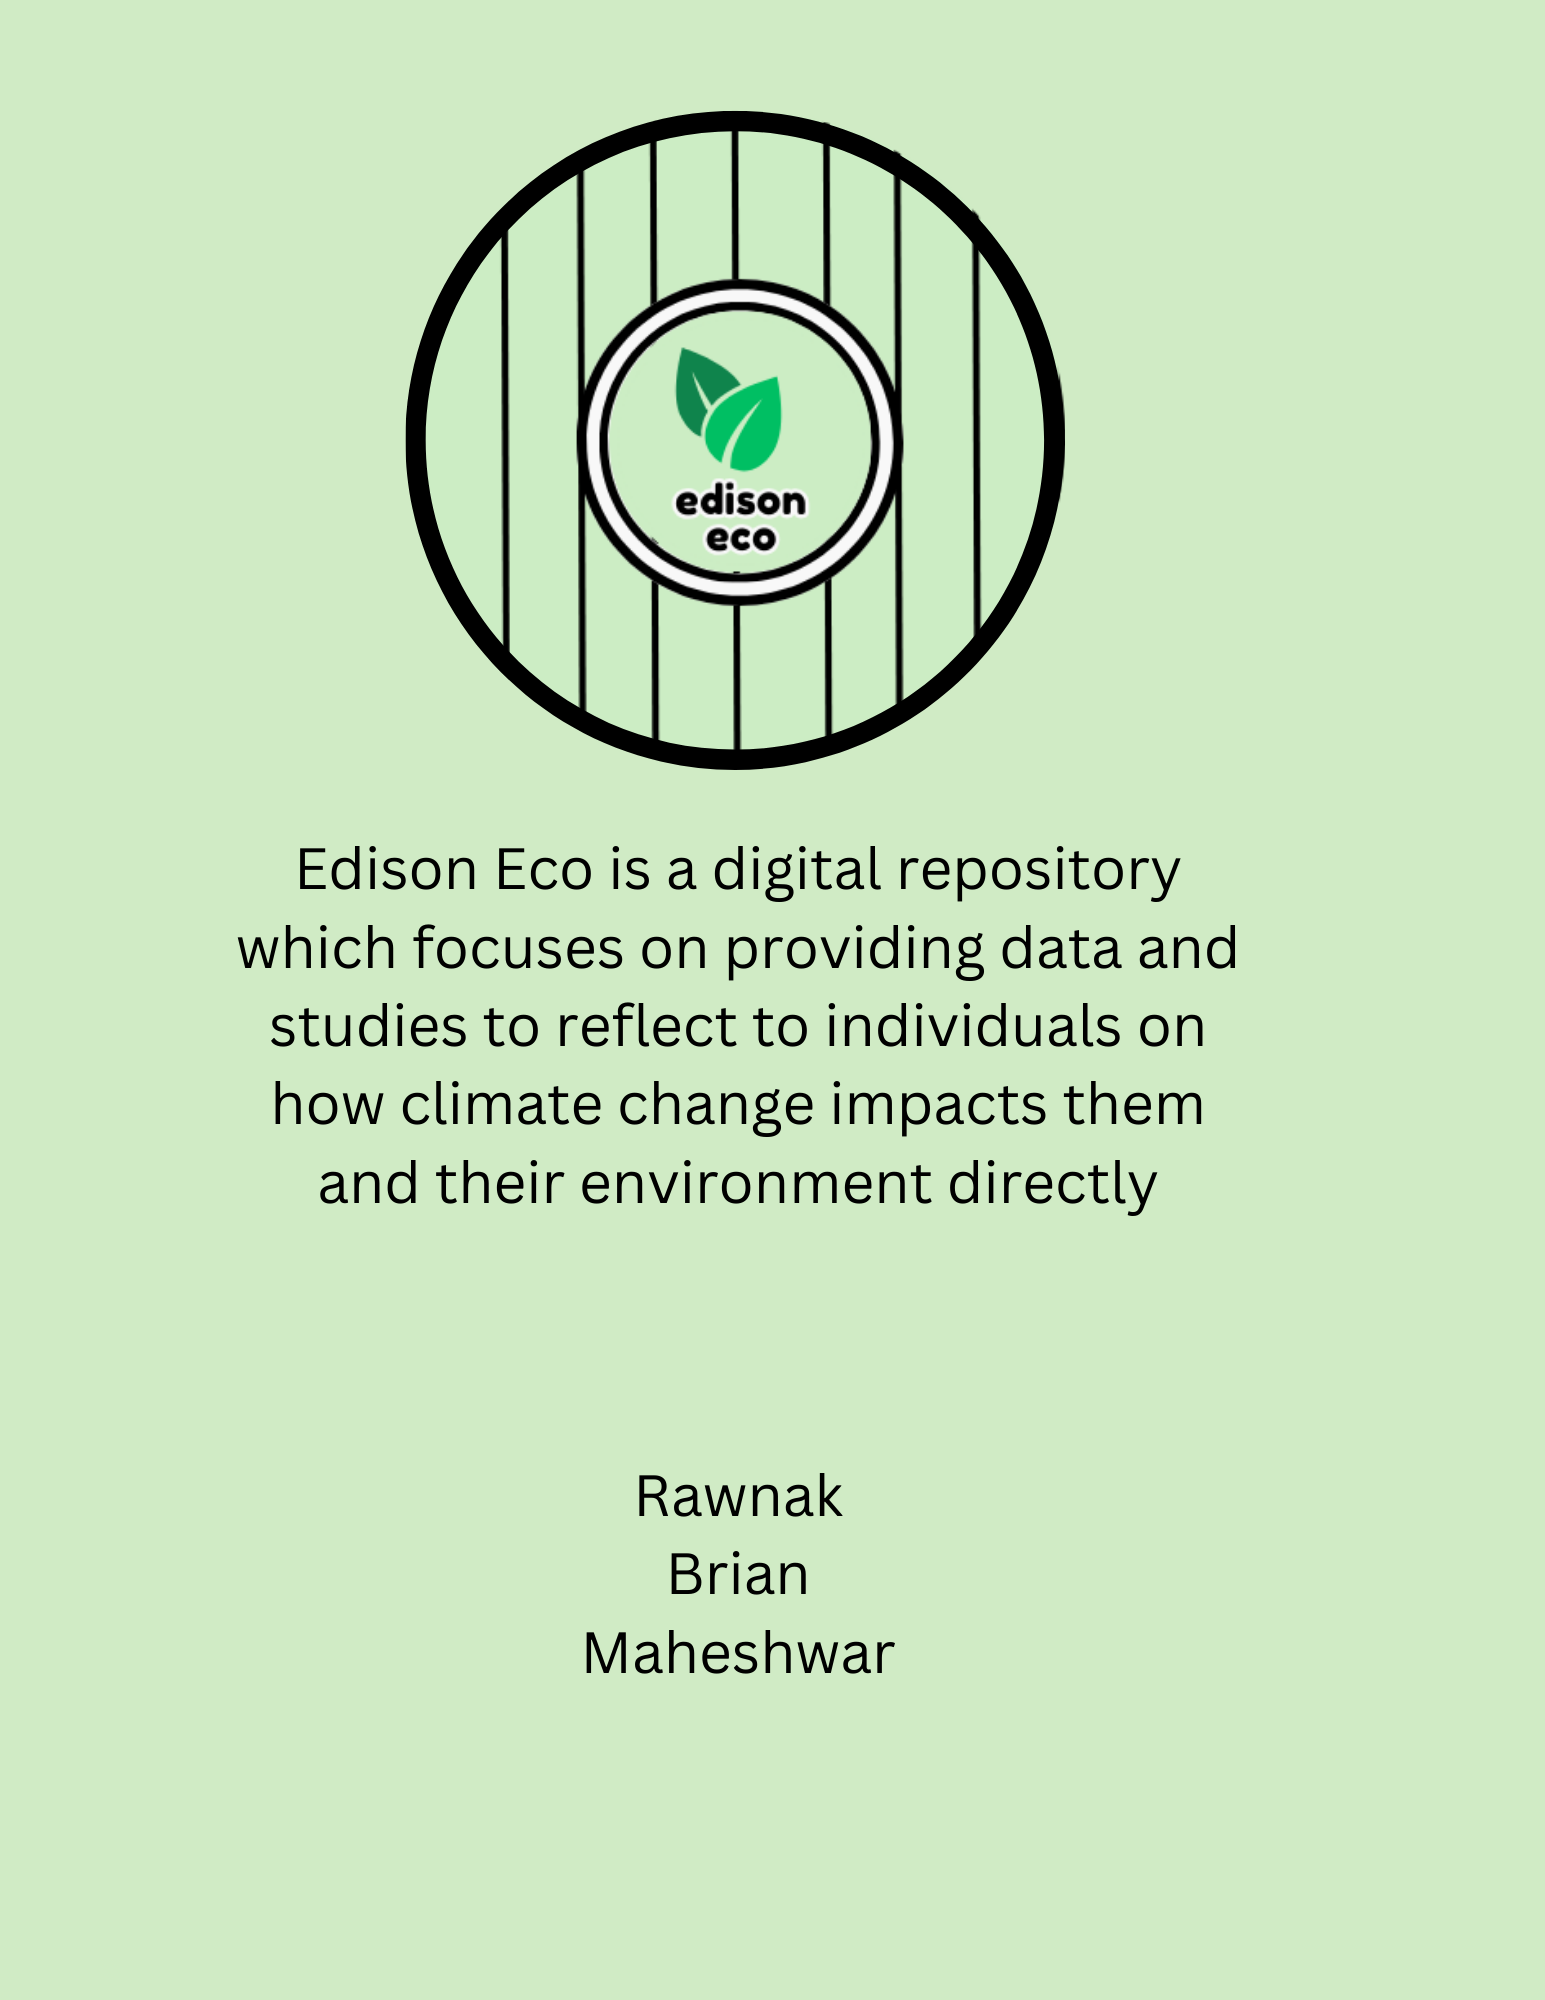 edison
eco
Edison Eco is a digital repository
which focuses on providing data and
studies to reflect to individuals on
how climate change impacts them
and their environment directly
Rawnak
Brian
Maheshwar